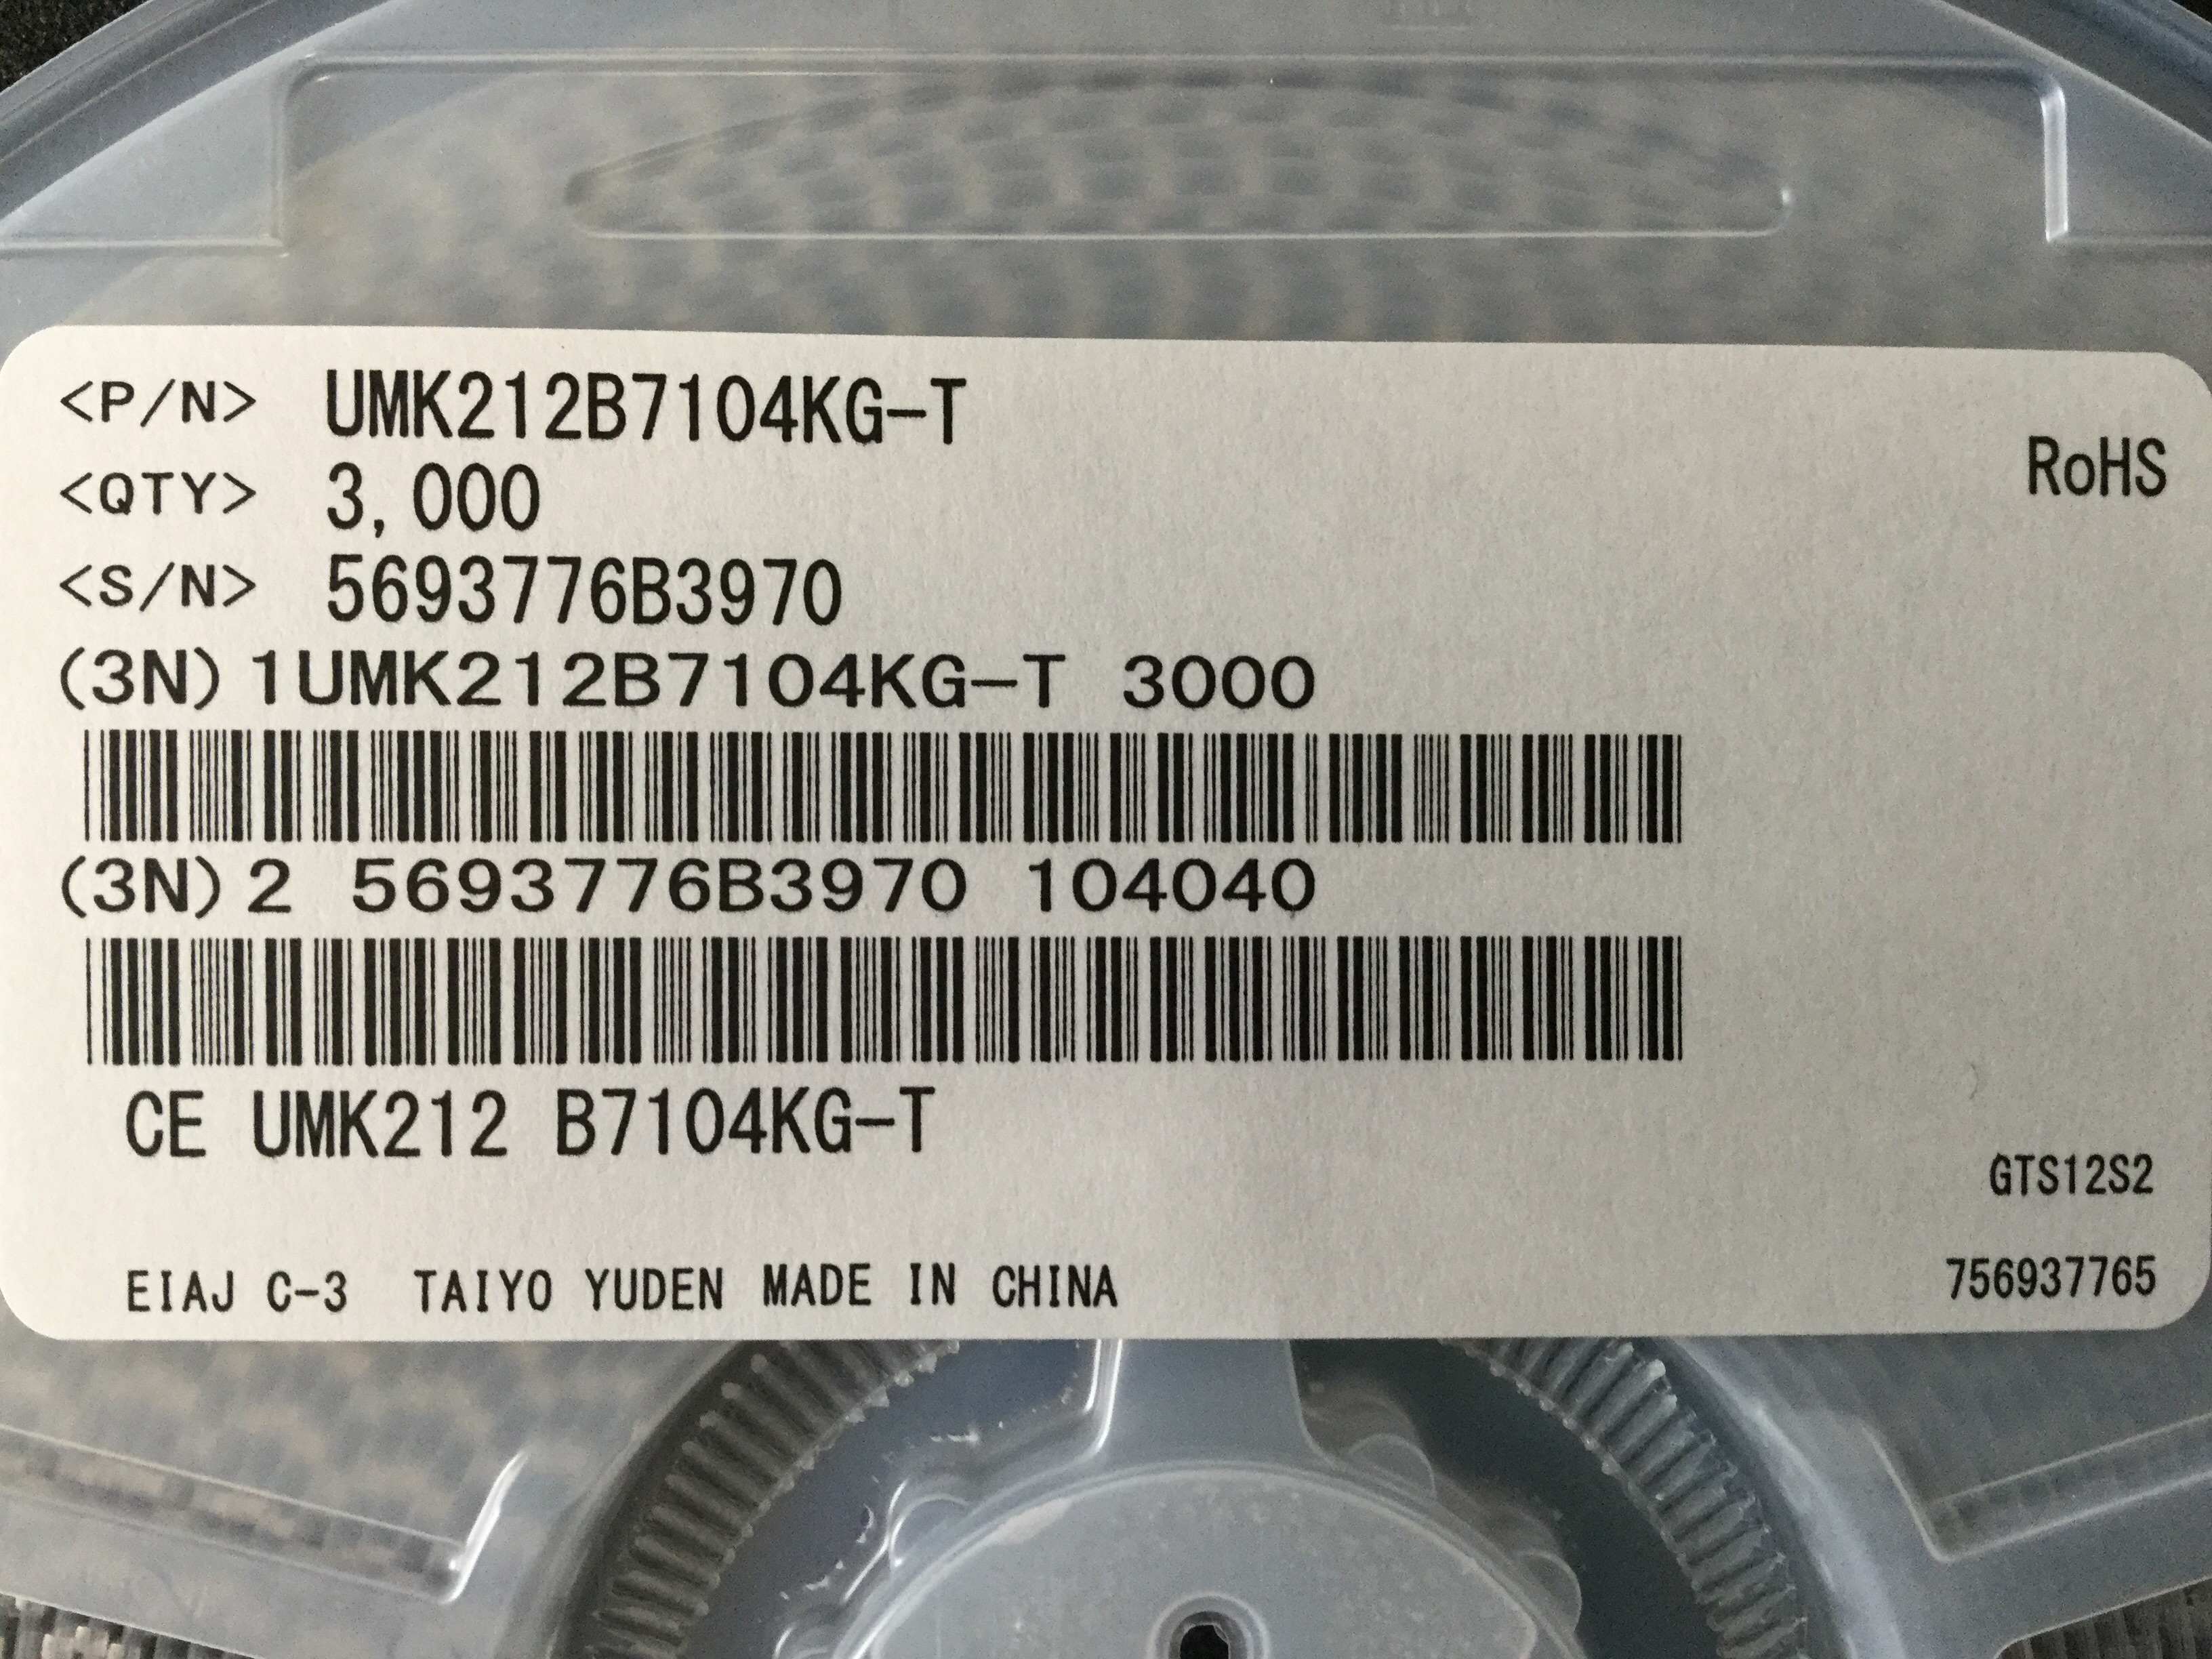 <P/N> UMK212B7104KG-T
RoHS
<QTY> 3,000
<S/N> 5693776B3970
(3N)1UMK212B7104KG-T 3000
(3N)2 5693776B3970 104040
CE UMK212 B7104KG-T
GTS12S2
EIAJ C-3 TAIYO YUDEN MADE IN CHINA
756937765